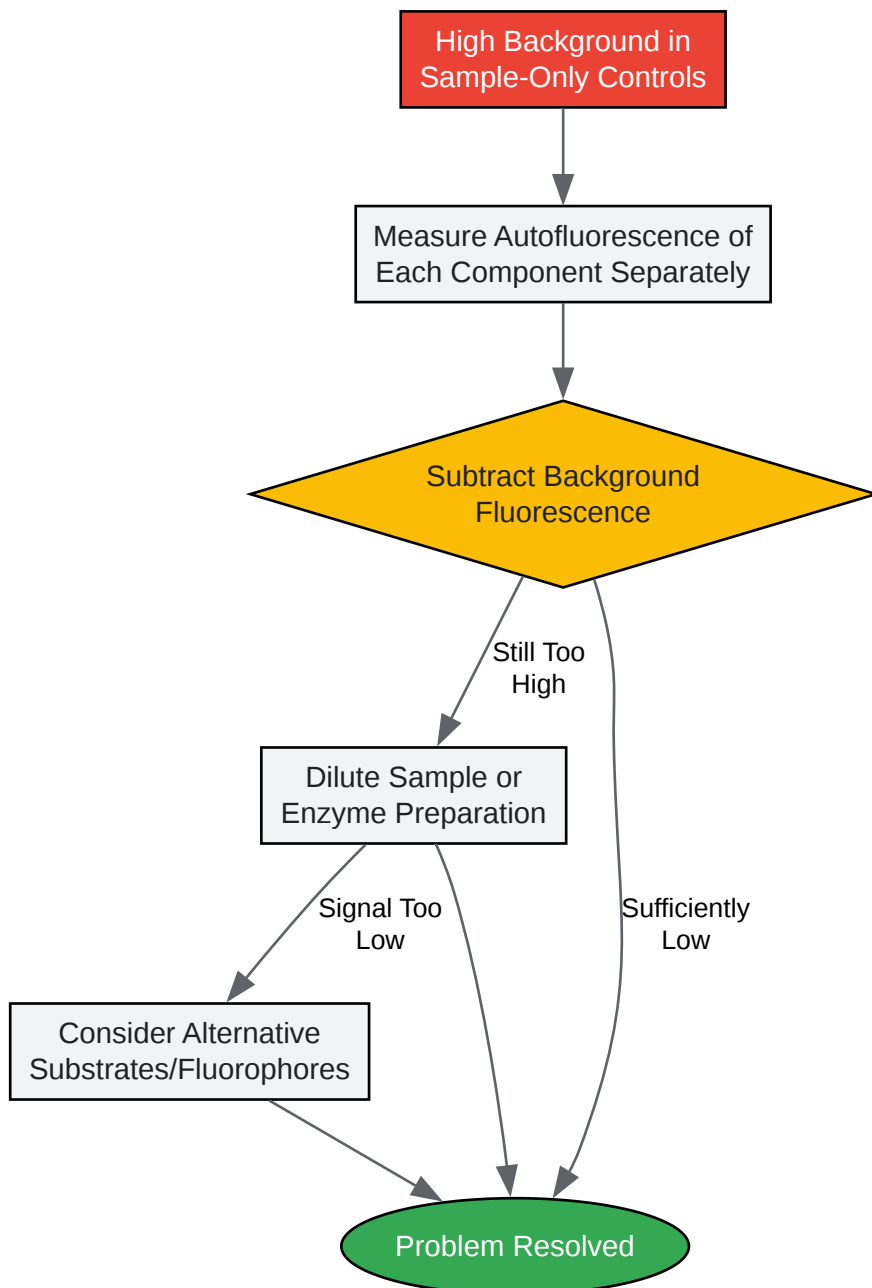 High Background in
Sample-Only Controls
Measure Autofluorescence of
Each Component Separately
Subtract Background
Fluorescence
Still Too
High
Dilute Sample or
Enzyme Preparation
Signal Too
Low
Sufficiently
Low
Consider Alternative
Substrates/Fluorophores
Problem Resolved